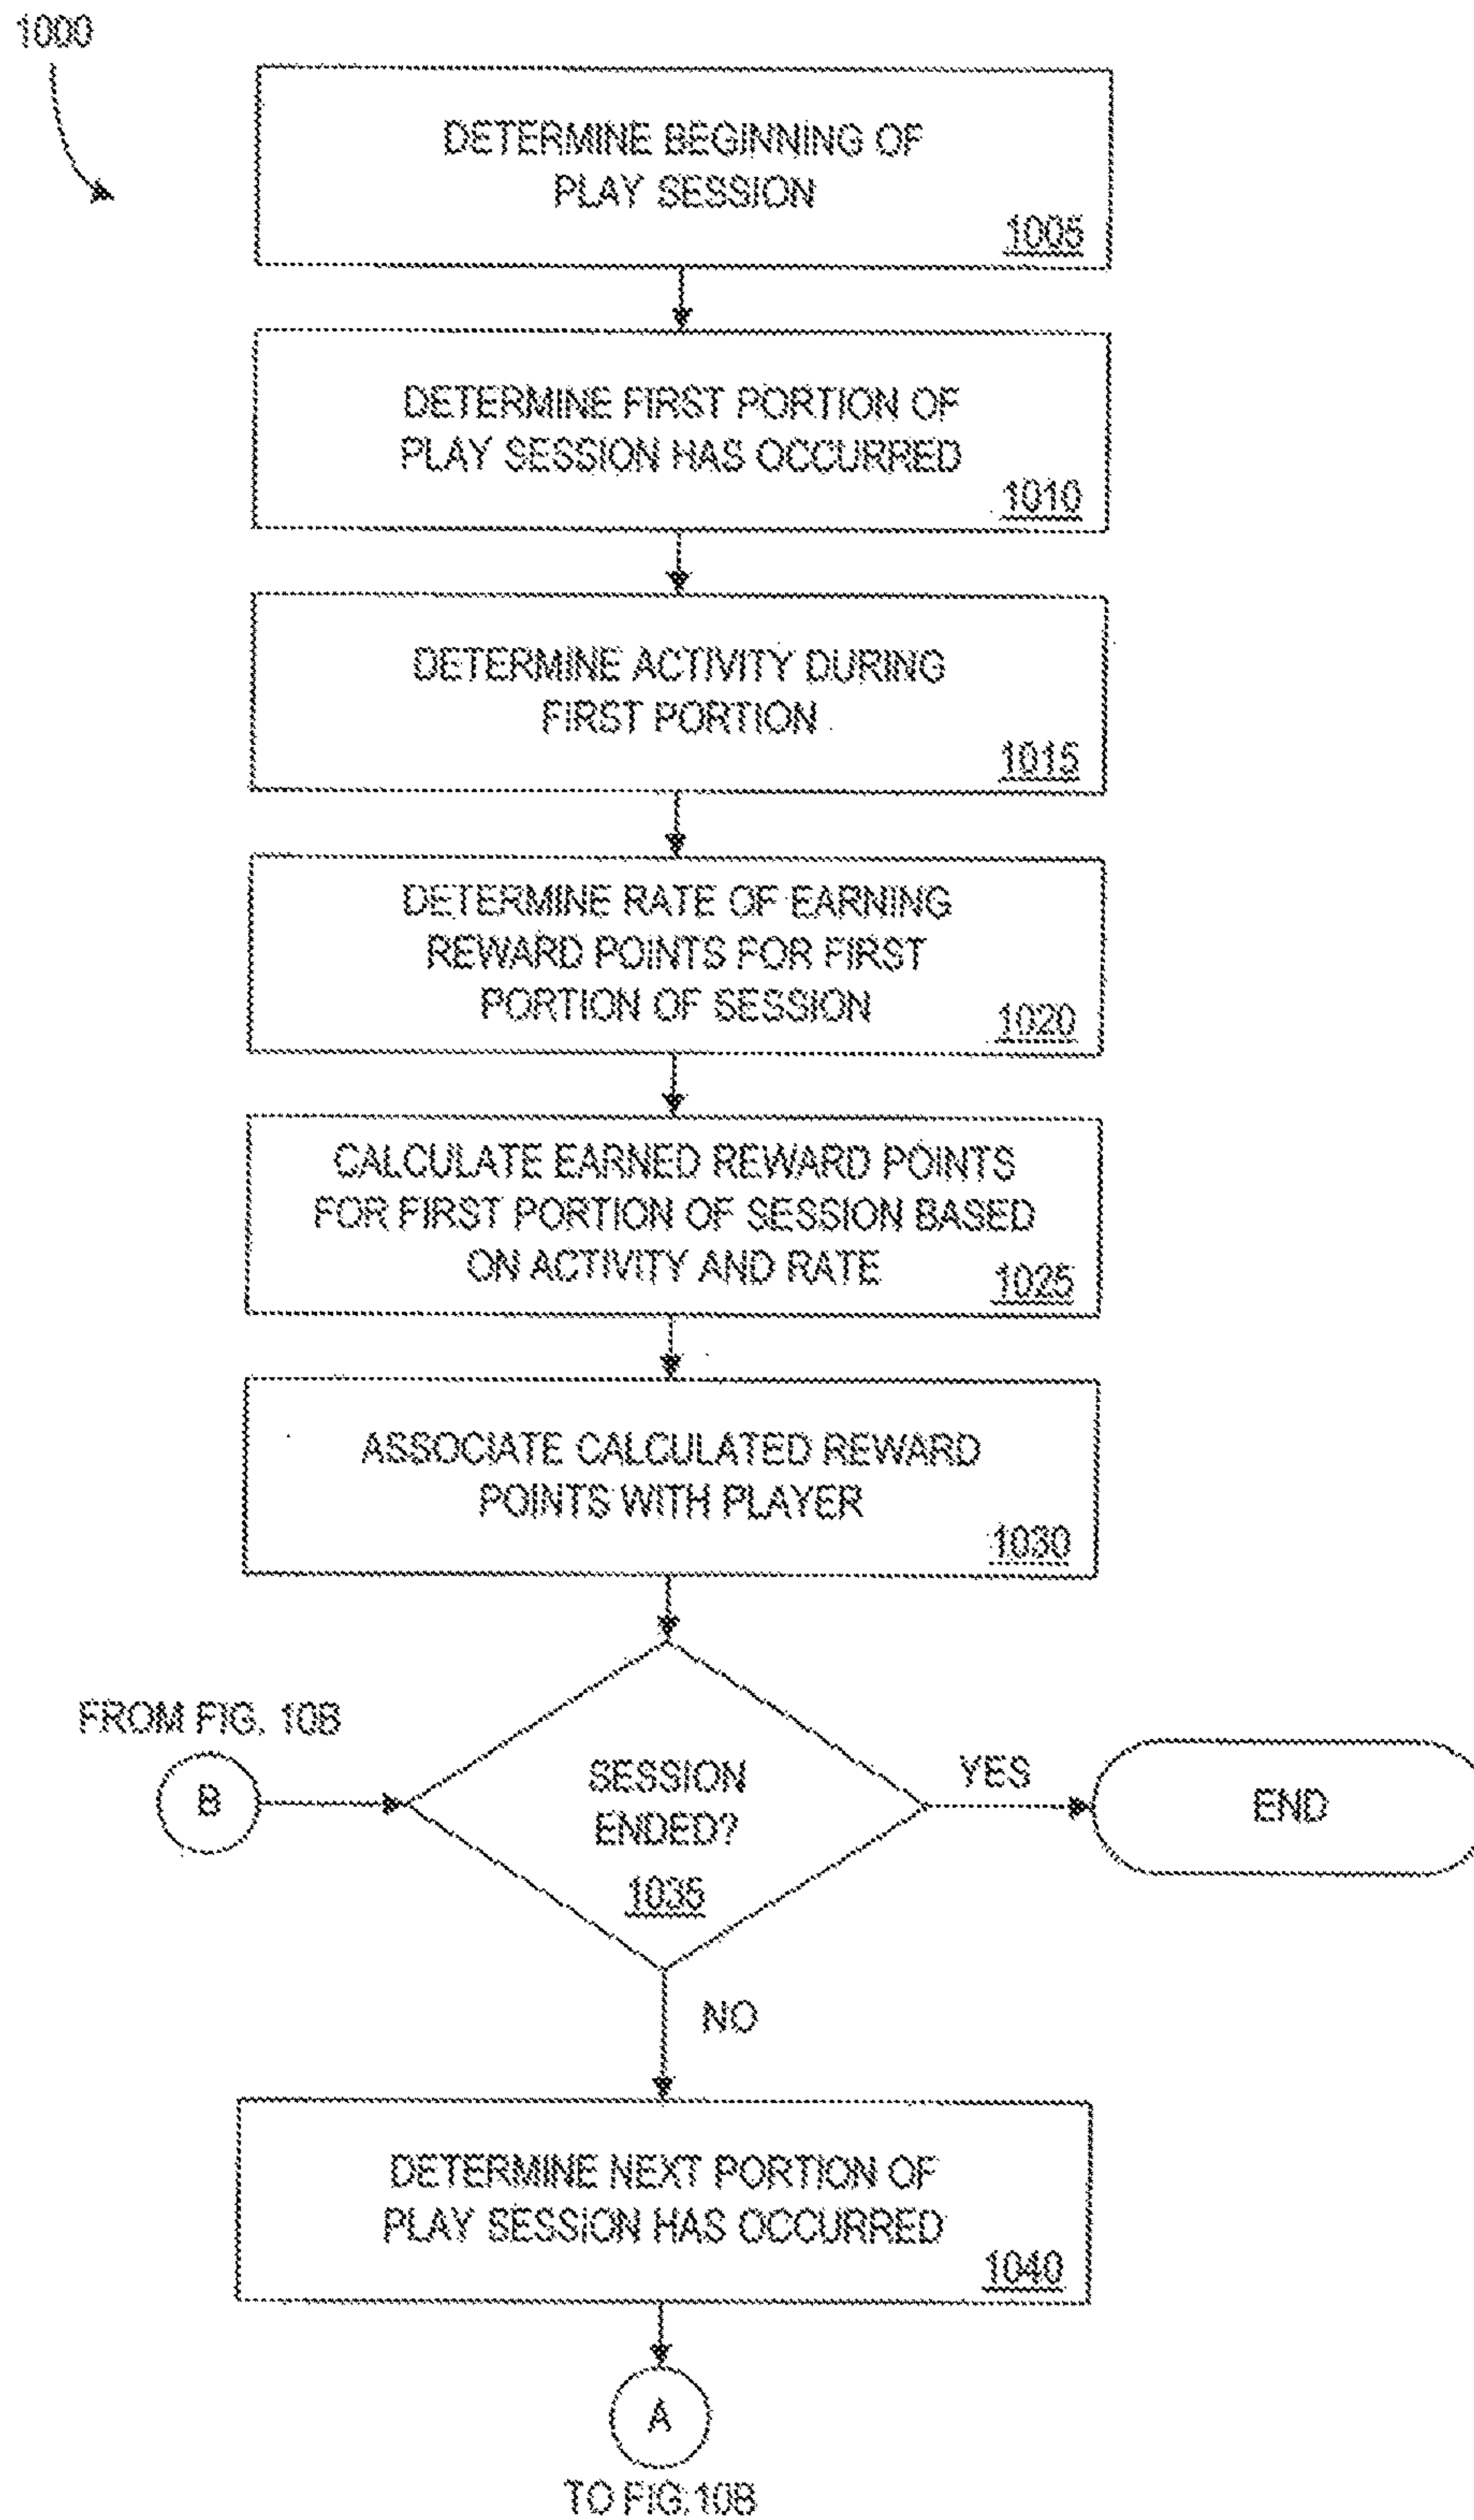 1000
DETERMINE BEGINNING OF
PLAY SESSION
1005
DETERMINE FIRST PORTION OF
PLAY SESSION HAS OCCURRED
1010
DETERMINE ACTIVITY DURING
FIRST PORTION
1015
DETERMINE RATE OF EARNING
REWARD POINTS FOR FIRST
PORTION OF SESSION
1020
CALCULATE EARNED REWARD POINTS
FOR FIRST PORTION OF SESSION BASED
ON ACTIVITY AND RATE
1025
ASSOCIATE CALCULATED REWARD
POINTS WITH PLAYER
1030
FROM FIG. 10B
B
SESSION
ENDED?
1035
YES
END
NO
DETERMINE NEXT PORTION OF
PLAY SESSION HAS OCCURRED
1040
A
TO FIG.10B